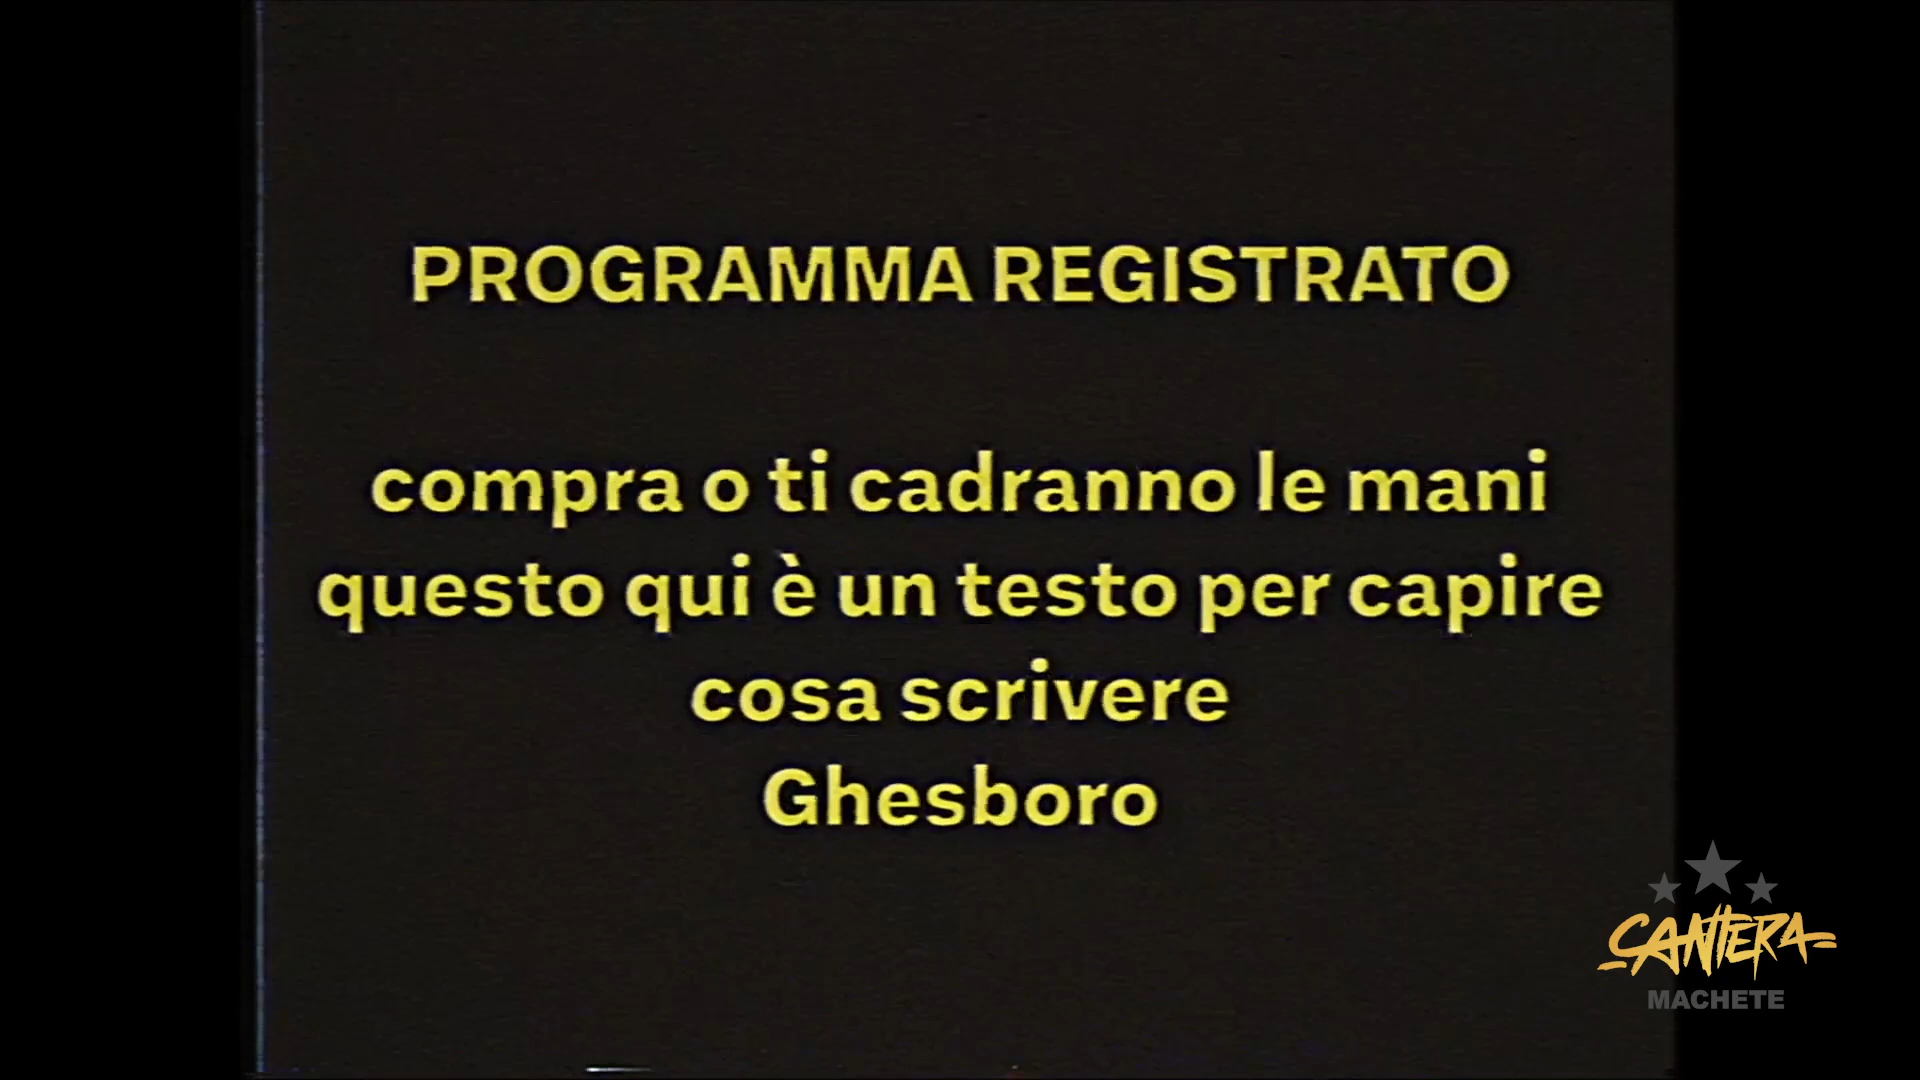 PROGRAMMA REGISTRATO
compra o ti cadranno le mani
questo qui è un testo per capire
cosa scrivere
Ghesboro
CANTERA
MACHETE